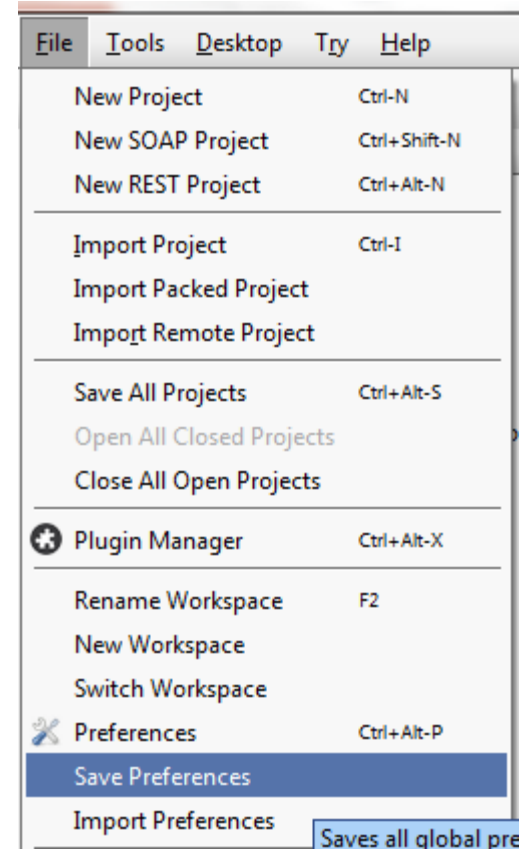 File Tools Desktop Try Help
New Project Ctrl-N
New SOAP Project Ctrl+Shift-N
New REST Project Ctrl+Alt-N
Import Project Ctrl-I
Import Packed Project
Import Remote Project
Save All Projects Ctrl+Alt-S
Open All Closed Projects
Close All Open Projects
Plugin Manager Ctrl+Alt-X
Rename Workspace F2
New Workspace
Switch Workspace
Preferences Ctrl+Alt-P
Save Preferences
Import Preferences
Saves all global pre